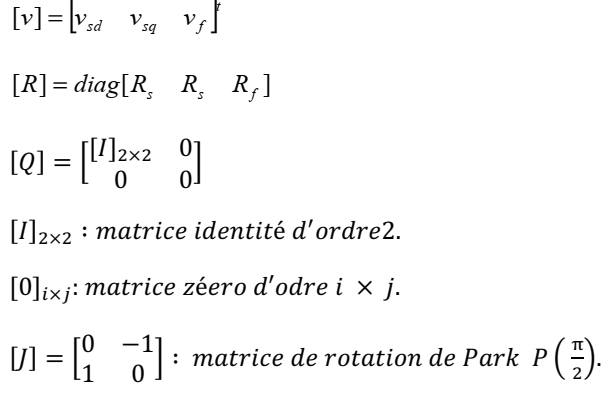 [v] = [v_sd v_sq v_f]^t
[R] = diag[R_s R_s R_f]
[Q] = [[I]_2×2 0
0 0]
[I]_2×2 : matrice identité d'ordre2.
[0]_i×j: matrice zéero d'odre i × j.
[J] = [0 −1
1 0] : matrice de rotation de Park P(π/2).